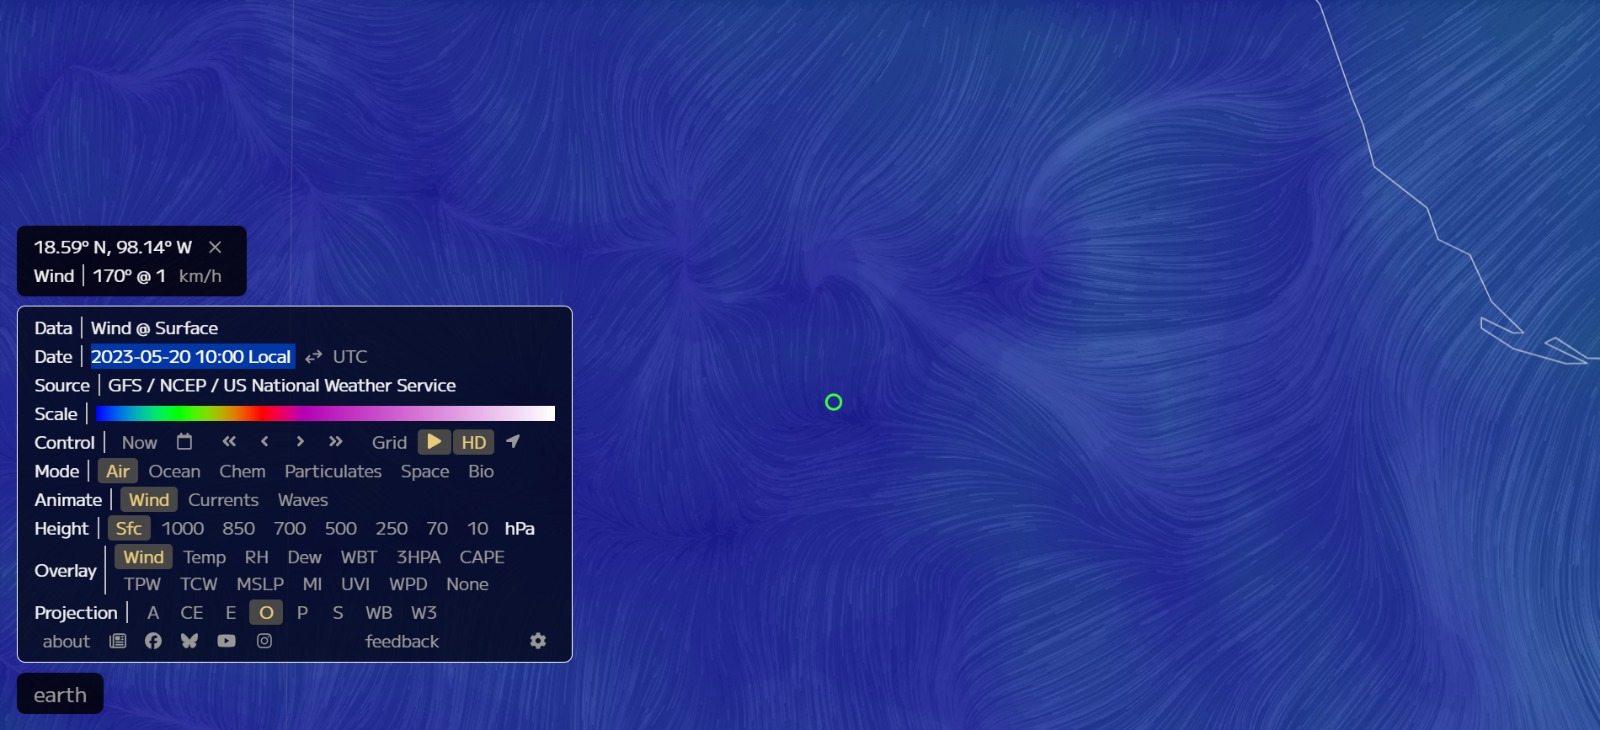 18.59° N, 98.14° W ×
Wind | 170° @ 1 km/h
Data | Wind @ Surface
Date | 2023-05-20 10:00 Local ⇄ UTC
Source | GFS / NCEP / US National Weather Service
Scale |
Control | Now « ‹ › » Grid HD
Mode | Air Ocean Chem Particulates Space Bio
Animate | Wind Currents Waves
Height | Sfc 1000 850 700 500 250 70 10 hPa
Overlay | Wind Temp RH Dew WBT 3HPA CAPE
TPW TCW MSLP MI UVI WPD None
Projection | A CE E O P S WB W3
about feedback
earth